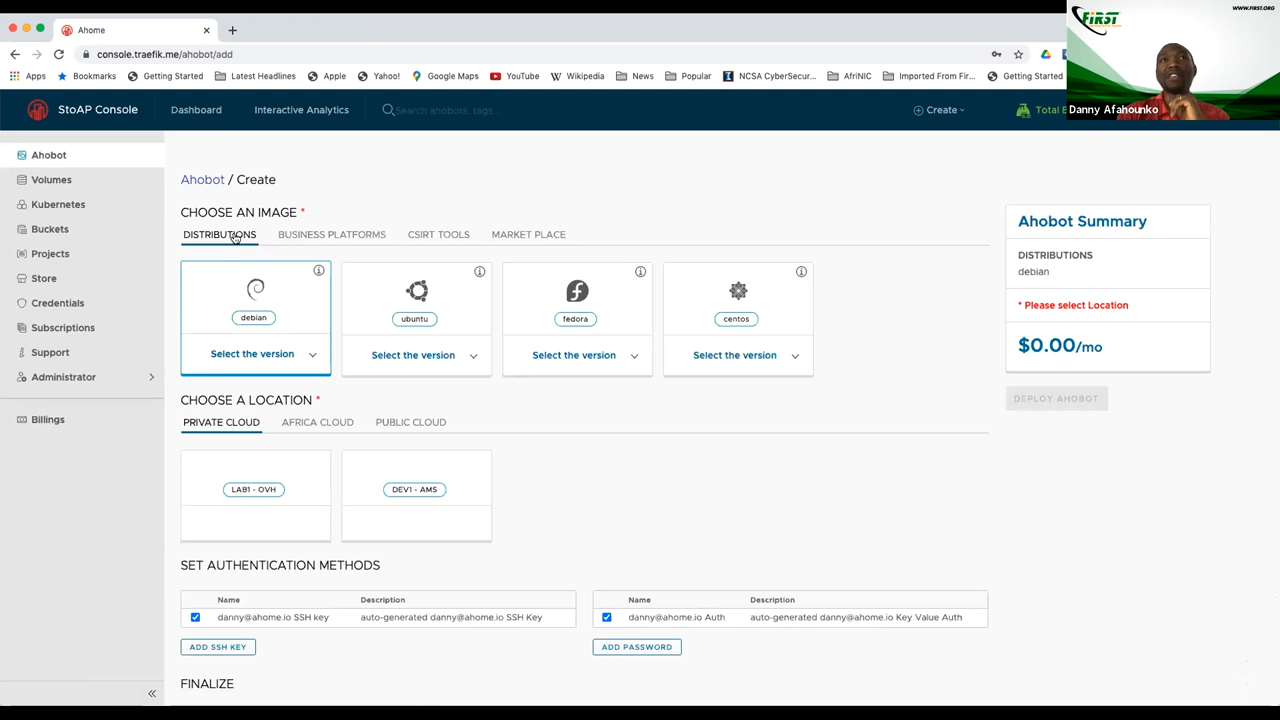 Ahome
WWW.FIRST.ORG
FiRST
console.traefik.me/ahobot/add
Apps
Bookmarks
Getting Started
Latest Headlines
Apple
Yahoo!
Google Maps
YouTube
Wikipedia
News
Popular
NCSA CyberSecur...
AfriNIC
Imported From Fir...
Getting Started
Danny Afahounko
StoAP Console
Dashboard
Interactive Analytics
Search ahobots, tags...
Create
Total
Ahobot
Volumes
Kubernetes
Buckets
Projects
Store
Credentials
Subscriptions
Support
Administrator
Billings
Ahobot / Create
CHOOSE AN IMAGE *
DISTRIBUTIONS
BUSINESS PLATFORMS
CSIRT TOOLS
MARKET PLACE
debian
Select the version
ubuntu
Select the version
fedora
Select the version
centos
Select the version
CHOOSE A LOCATION *
PRIVATE CLOUD
AFRICA CLOUD
PUBLIC CLOUD
LAB1 - OVH
DEV1 - AMS
SET AUTHENTICATION METHODS
Name Description
danny@ahome.io SSH key auto-generated danny@ahome.io SSH Key
ADD SSH KEY
Name Description
danny@ahome.io Auth auto-generated danny@ahome.io Key Value Auth
ADD PASSWORD
FINALIZE
Ahobot Summary
DISTRIBUTIONS
debian
* Please select Location
$0.00/mo
DEPLOY AHOBOT